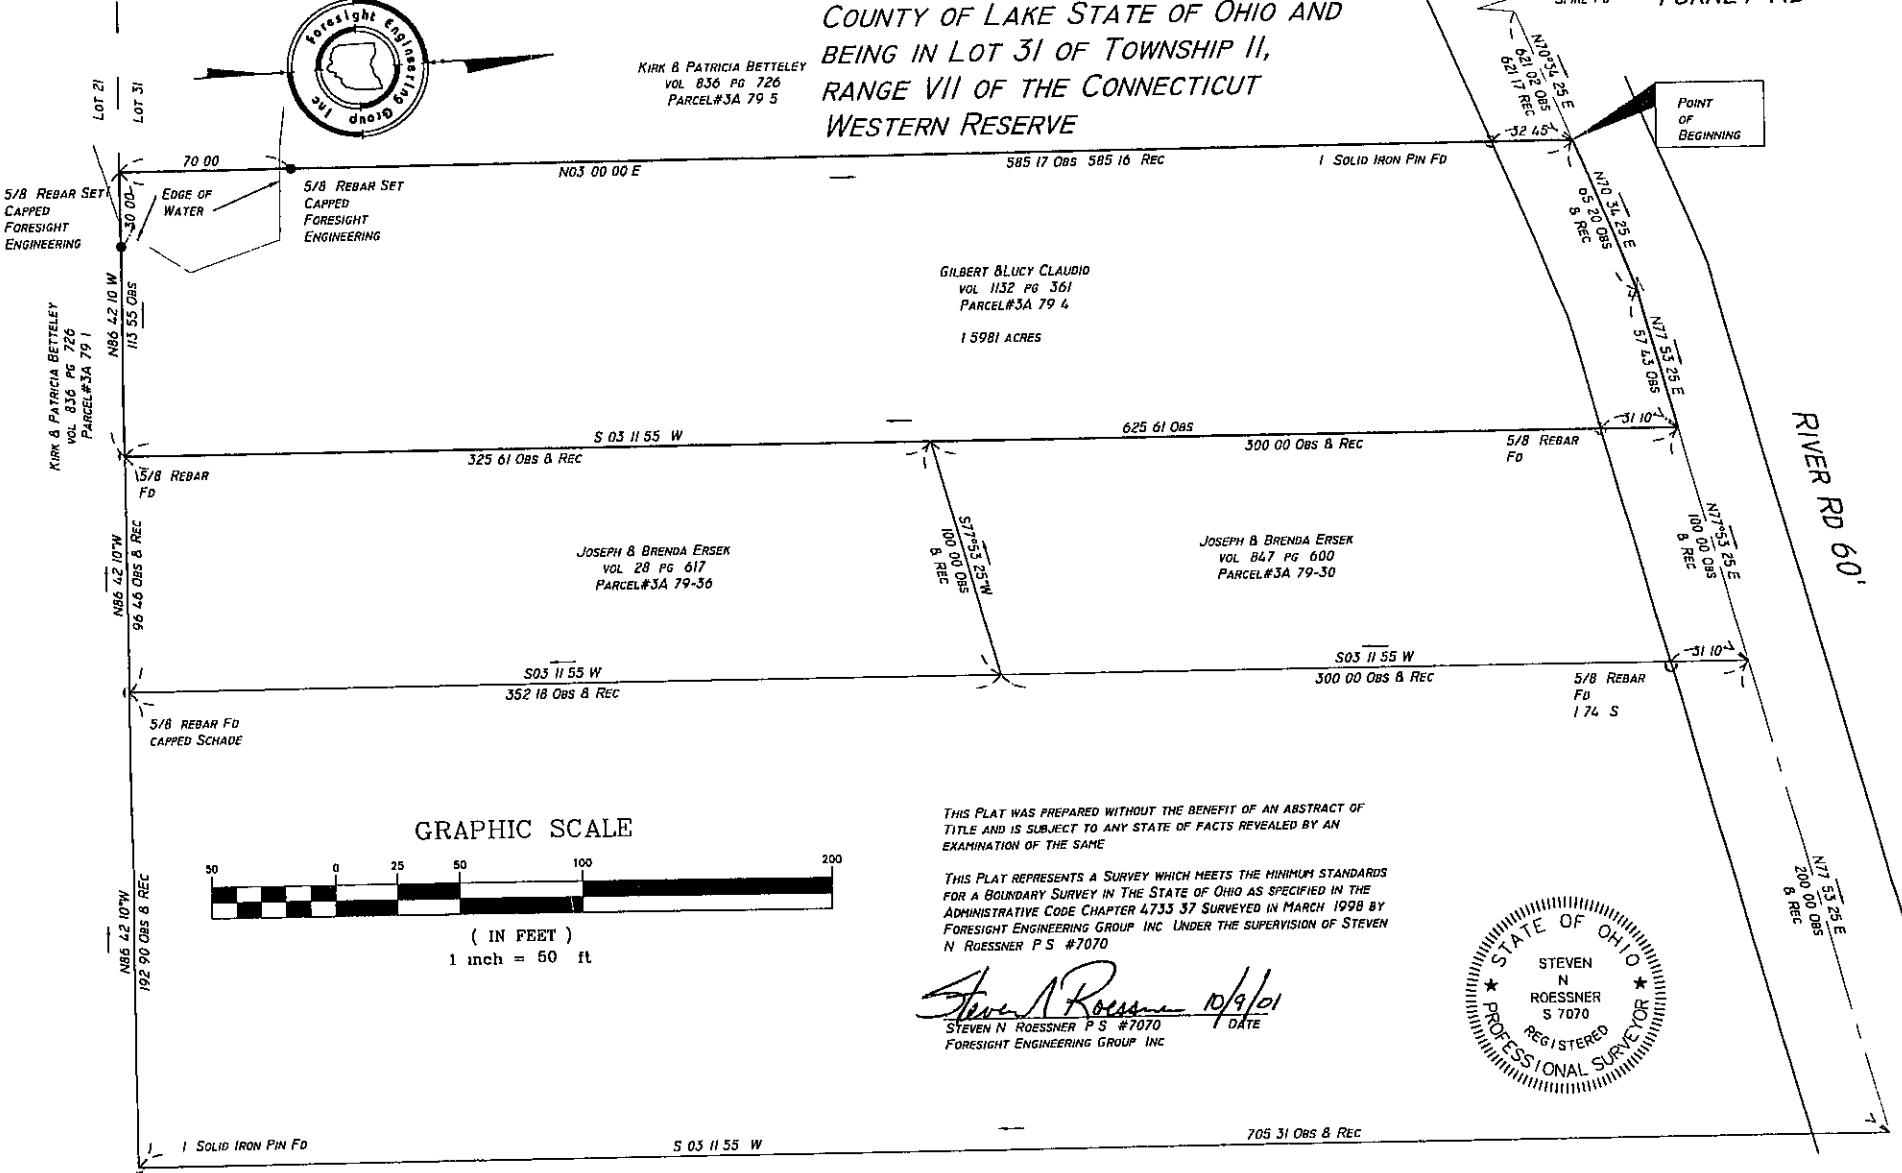 COUNTY OF LAKE STATE OF OHIO AND
BEING IN LOT 31 OF TOWNSHIP 11,
RANGE VII OF THE CONNECTICUT
WESTERN RESERVE
LOT 21
LOT 31
Foresight Engineering Group Inc
KIRK & PATRICIA BETTELEY
VOL 836 PG 726
PARCEL#3A 79 5
N70°34 25 E
621 02 OBS
621 17 REC
POINT
OF
BEGINNING
32 45
70 00
N03 00 00 E
585 17 OBS 585 16 REC
1 SOLID IRON PIN FD
5/8 REBAR SET
CAPPED
FORESIGHT
ENGINEERING
30 00
EDGE OF
WATER
5/8 REBAR SET
CAPPED
FORESIGHT
ENGINEERING
N70 34 25 E
65 20 OBS
& REC
KIRK & PATRICIA BETTELEY
VOL 836 PG 726
PARCEL#3A 79 1
N86 42 10 W
113 55 OBS
GILBERT &LUCY CLAUDIO
VOL 1132 PG 361
PARCEL#3A 79 4
1 5981 ACRES
N77 53 25 E
57 43 OBS
S 03 11 55 W
325 61 OBS & REC
625 61 OBS
300 00 OBS & REC
31 10
5/8 REBAR
FD
5/8 REBAR
FD
RIVER RD 60'
N86 42 10"W
96 46 OBS & REC
JOSEPH & BRENDA ERSEK
VOL 28 PG 617
PARCEL#3A 79-36
S77°53 25"W
100 00 OBS
& REC
JOSEPH & BRENDA ERSEK
VOL 847 PG 600
PARCEL#3A 79-30
N77°53 25 E
100 00 OBS
& REC
S03 11 55 W
352 18 OBS & REC
S03 11 55 W
300 00 OBS & REC
31 10
5/8 REBAR
FD
1 74 S
5/8 REBAR FD
CAPPED SCHADE
GRAPHIC SCALE
50 0 25 50 100 200
( IN FEET )
1 inch = 50 ft
N86 42 10"W
192 90 OBS & REC
THIS PLAT WAS PREPARED WITHOUT THE BENEFIT OF AN ABSTRACT OF
TITLE AND IS SUBJECT TO ANY STATE OF FACTS REVEALED BY AN
EXAMINATION OF THE SAME
THIS PLAT REPRESENTS A SURVEY WHICH MEETS THE MINIMUM STANDARDS
FOR A BOUNDARY SURVEY IN THE STATE OF OHIO AS SPECIFIED IN THE
ADMINISTRATIVE CODE CHAPTER 4733 37 SURVEYED IN MARCH 1998 BY
FORESIGHT ENGINEERING GROUP INC UNDER THE SUPERVISION OF STEVEN
N ROESSNER P S #7070
Steven N Roessner 10/9/01
STEVEN N ROESSNER P S #7070 DATE
FORESIGHT ENGINEERING GROUP INC
N77 53 25 E
200 00 OBS
& REC
STATE OF OHIO
STEVEN
N
ROESSNER
S 7070
REGISTERED
PROFESSIONAL SURVEYOR
1 SOLID IRON PIN FD
S 03 11 55 W
705 31 OBS & REC